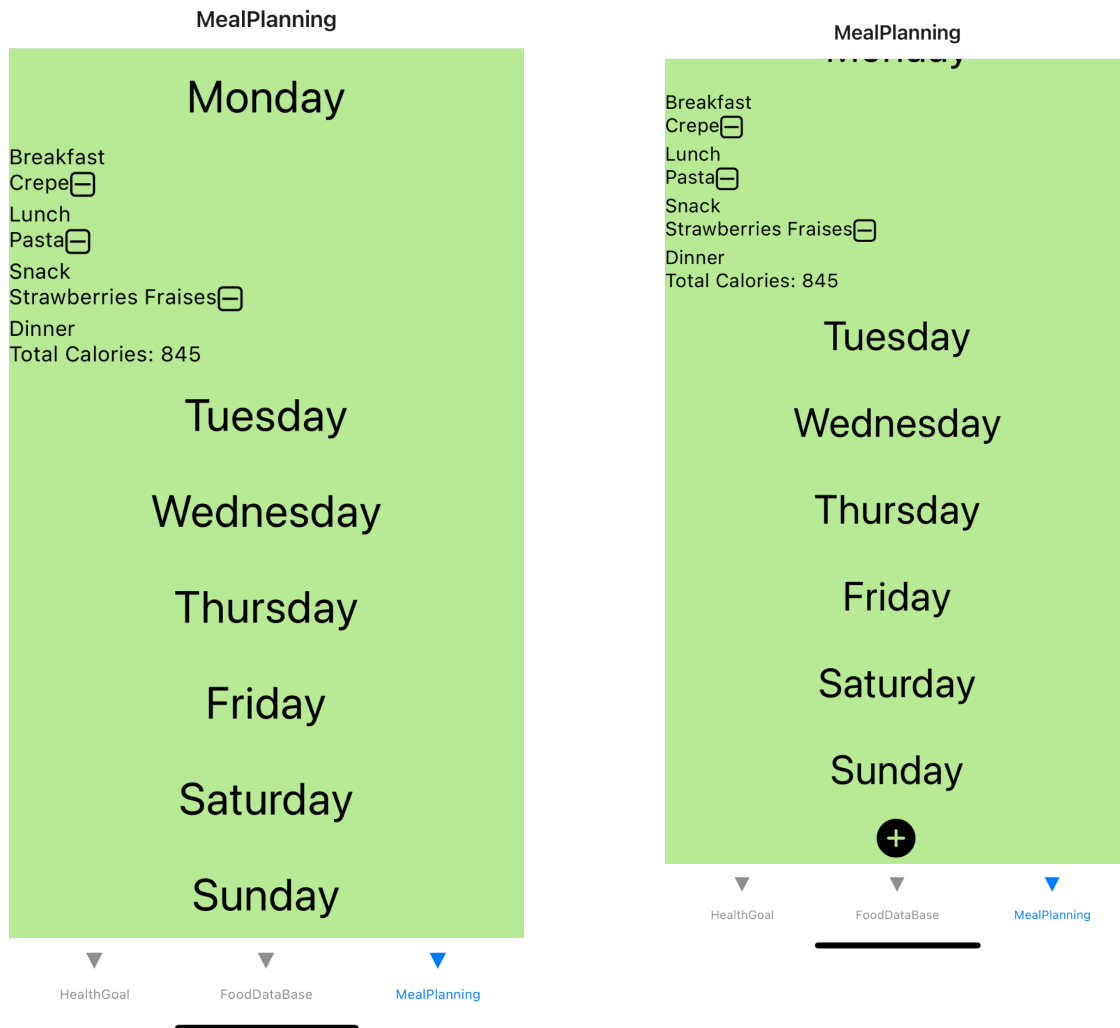 MealPlanning
Monday
Breakfast
Crepe
Lunch
Pasta
Snack
Strawberries Fraises
Dinner
Total Calories: 845
Tuesday
Wednesday
Thursday
Friday
Saturday
Sunday
HealthGoal
FoodDataBase
MealPlanning
MealPlanning
Monday
Breakfast
Crepe
Lunch
Pasta
Snack
Strawberries Fraises
Dinner
Total Calories: 845
Tuesday
Wednesday
Thursday
Friday
Saturday
Sunday
HealthGoal
FoodDataBase
MealPlanning